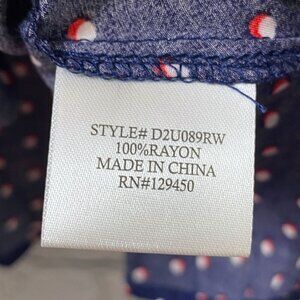 STYLE# D2U089RW
100%RAYON
MADE IN CHINA
RN#129450